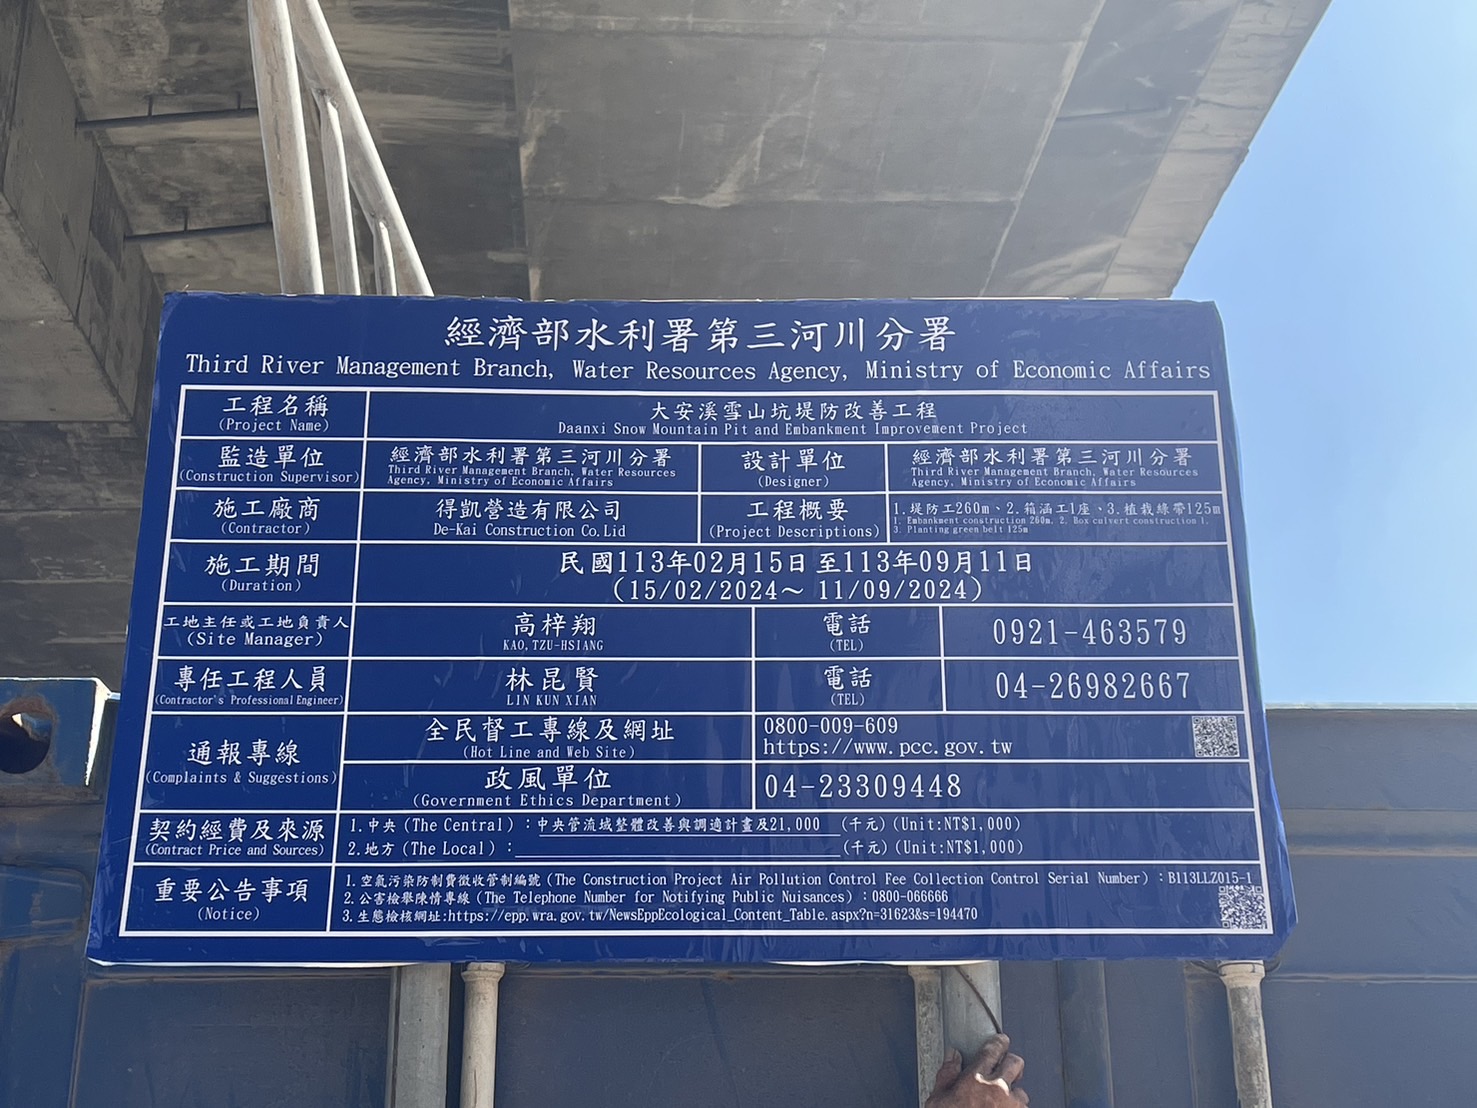 經濟部水利署第三河川分署
Third River Management Branch, Water Resources Agency, Ministry of Economic Affairs
工程名稱
(Project Name)
大安溪雪山坑堤防改善工程
Daanxi Snow Mountain Pit and Embankment Improvement Project
監造單位
(Construction Supervisor)
經濟部水利署第三河川分署
Third River Management Branch, Water Resources
Agency, Ministry of Economic Affairs
設計單位
(Designer)
經濟部水利署第三河川分署
Third River Management Branch, Water Resources
Agency, Ministry of Economic Affairs
施工廠商
(Contractor)
得凱營造有限公司
De-Kai Construction Co.Lid
工程概要
(Project Descriptions)
1.堤防工260m、2.箱涵工1座、3.植栽綠帶125m
1. Embankment construction 260m. 2. Box culvert construction 1.
3. Planting green belt 125m
施工期間
(Duration)
民國113年02月15日至113年09月11日
(15/02/2024～ 11/09/2024)
工地主任或工地負責人
(Site Manager)
高梓翔
KAO, TZU-HSIANG
電話
(TEL)
0921-463579
專任工程人員
(Contractor's Professional Engineer)
林昆賢
LIN KUN XIAN
電話
(TEL)
04-26982667
通報專線
(Complaints & Suggestions)
全民督工專線及網址
(Hot Line and Web Site)
0800-009-609
https://www.pcc.gov.tw
政風單位
(Government Ethics Department)
04-23309448
契約經費及來源
(Contract Price and Sources)
1.中央(The Central)：中央管流域整體改善與調適計畫及21,000 (千元)(Unit:NT$1,000)
2.地方(The Local)： (千元)(Unit:NT$1,000)
重要公告事項
(Notice)
1.空氣污染防制費徵收管制編號(The Construction Project Air Pollution Control Fee Collection Control Serial Number)：B113LLZ015-1
2.公害檢舉陳情專線(The Telephone Number for Notifying Public Nuisances)：0800-066666
3.生態檢核網址:https://epp.wra.gov.tw/NewsEppEcological_Content_Table.aspx?n=31623&s=194470